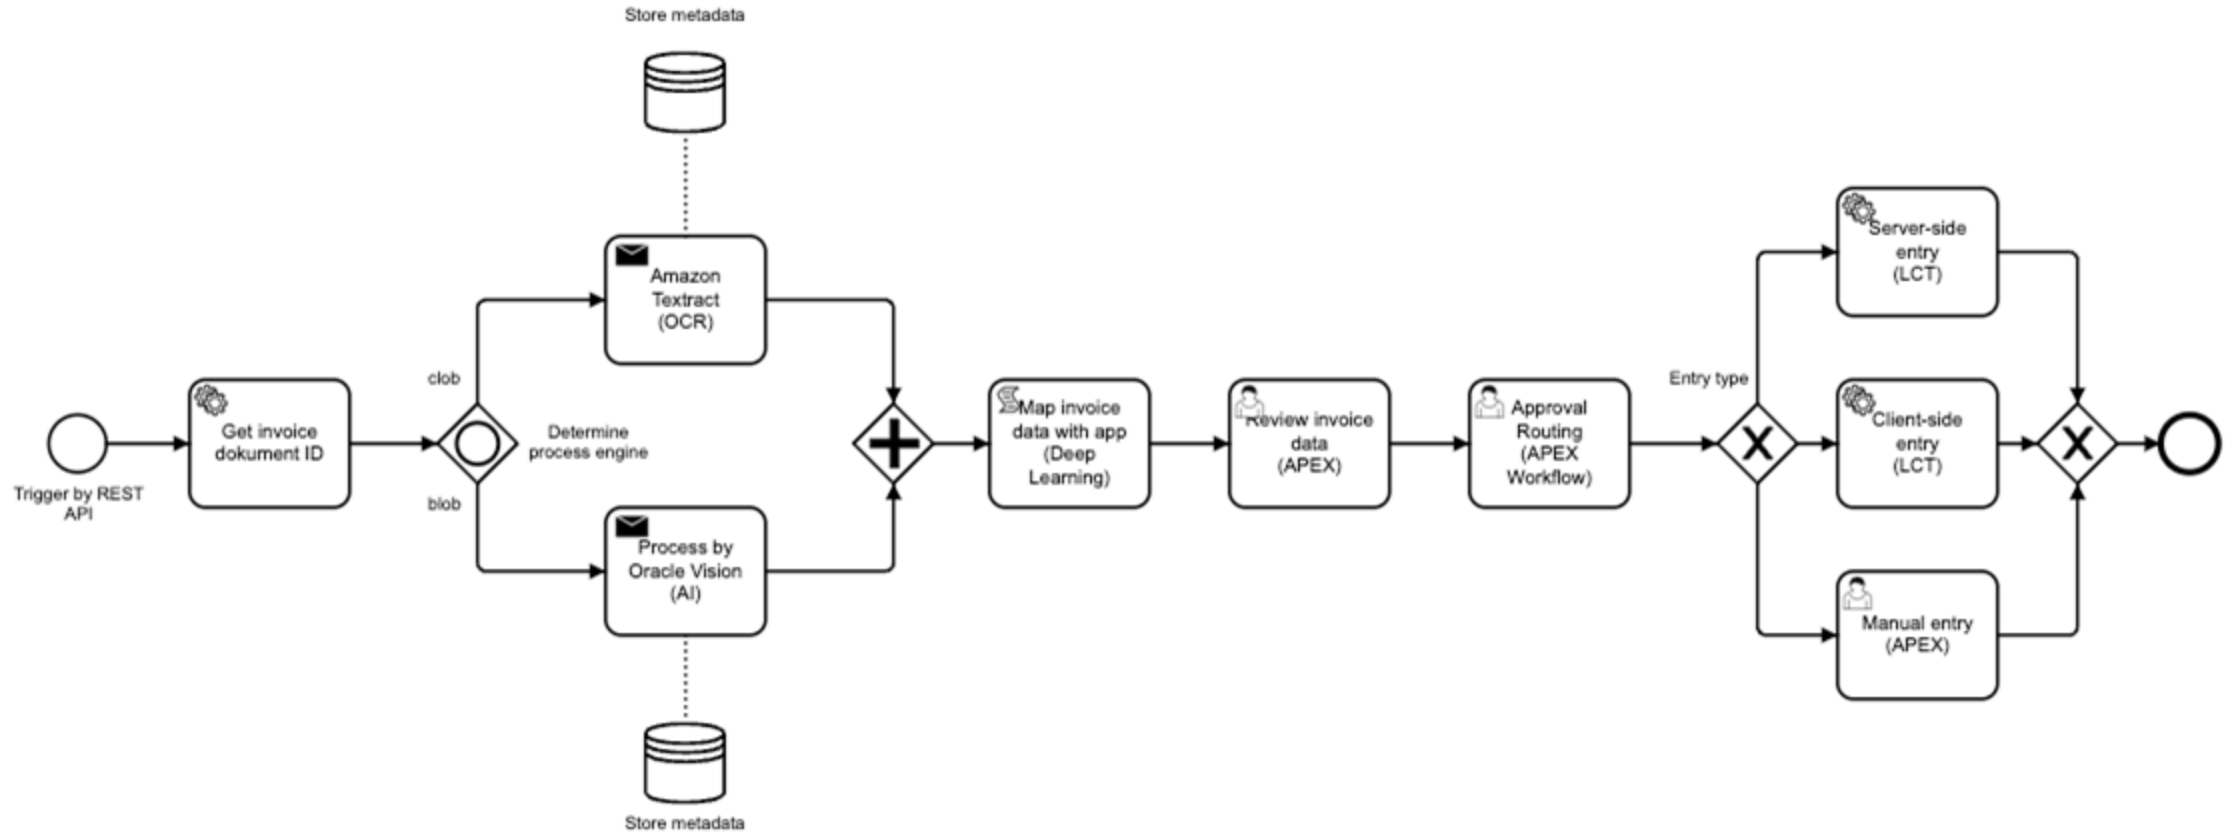 Store metadata
Amazon
Textract
(OCR)
clob
Get invoice
dokument ID
Trigger by REST
API
Determine
process engine
blob
Process by
Oracle Vision
(AI)
Store metadata
Map invoice
data with app
(Deep
Learning)
Review invoice
data
(APEX)
Approval
Routing
(APEX
Workflow)
Entry type
Server-side
entry
(LCT)
Client-side
entry
(LCT)
Manual entry
(APEX)